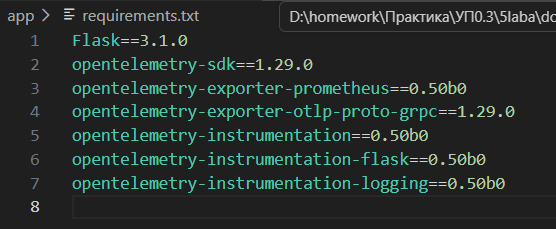 app > requirements.txt
D:\homework\Практика\УП0.3\5laba\do
1 Flask==3.1.0
2 opentelemetry-sdk==1.29.0
3 opentelemetry-exporter-prometheus==0.50b0
4 opentelemetry-exporter-otlp-proto-grpc==1.29.0
5 opentelemetry-instrumentation==0.50b0
6 opentelemetry-instrumentation-flask==0.50b0
7 opentelemetry-instrumentation-logging==0.50b0
8